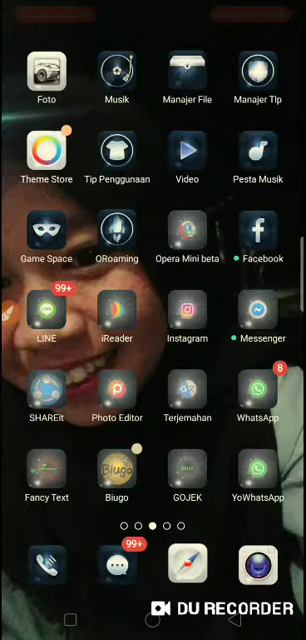 Foto Musik Manajer File Manajer Tlp
Theme Store Tip Penggunaan Video Pesta Musik
Game Space ORoaming Opera Mini beta Facebook
99+
LINE iReader Instagram Messenger
8
SHAREit Photo Editor Terjemahan WhatsApp
Biugo
Fancy Text Biugo GOJEK YoWhatsApp
99+
DU RECORDER